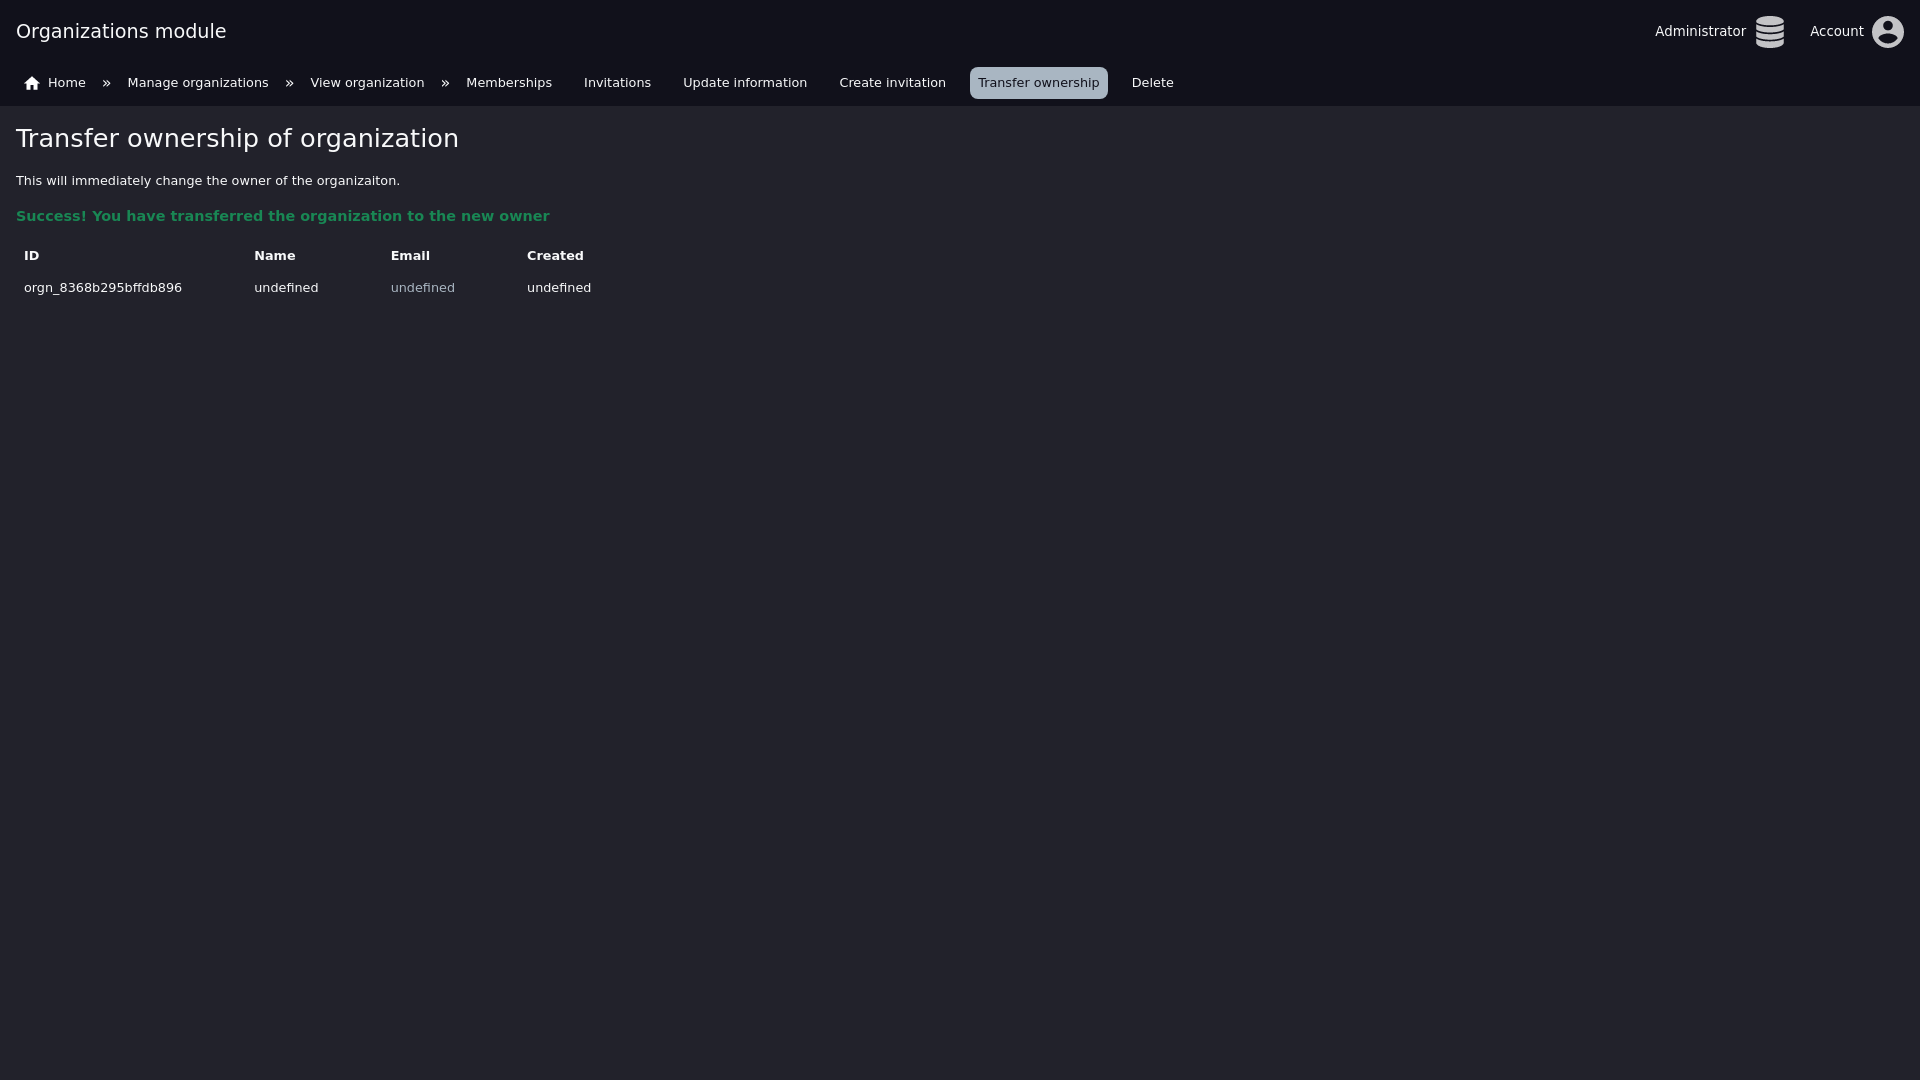 Organizations module
Administrator
Account
Home » Manage organizations » View organization » Memberships Invitations Update information Create invitation Transfer ownership Delete
Transfer ownership of organization
This will immediately change the owner of the organizaiton.
Success! You have transferred the organization to the new owner
ID Name Email Created
orgn_8368b295bffdb896 undefined undefined undefined